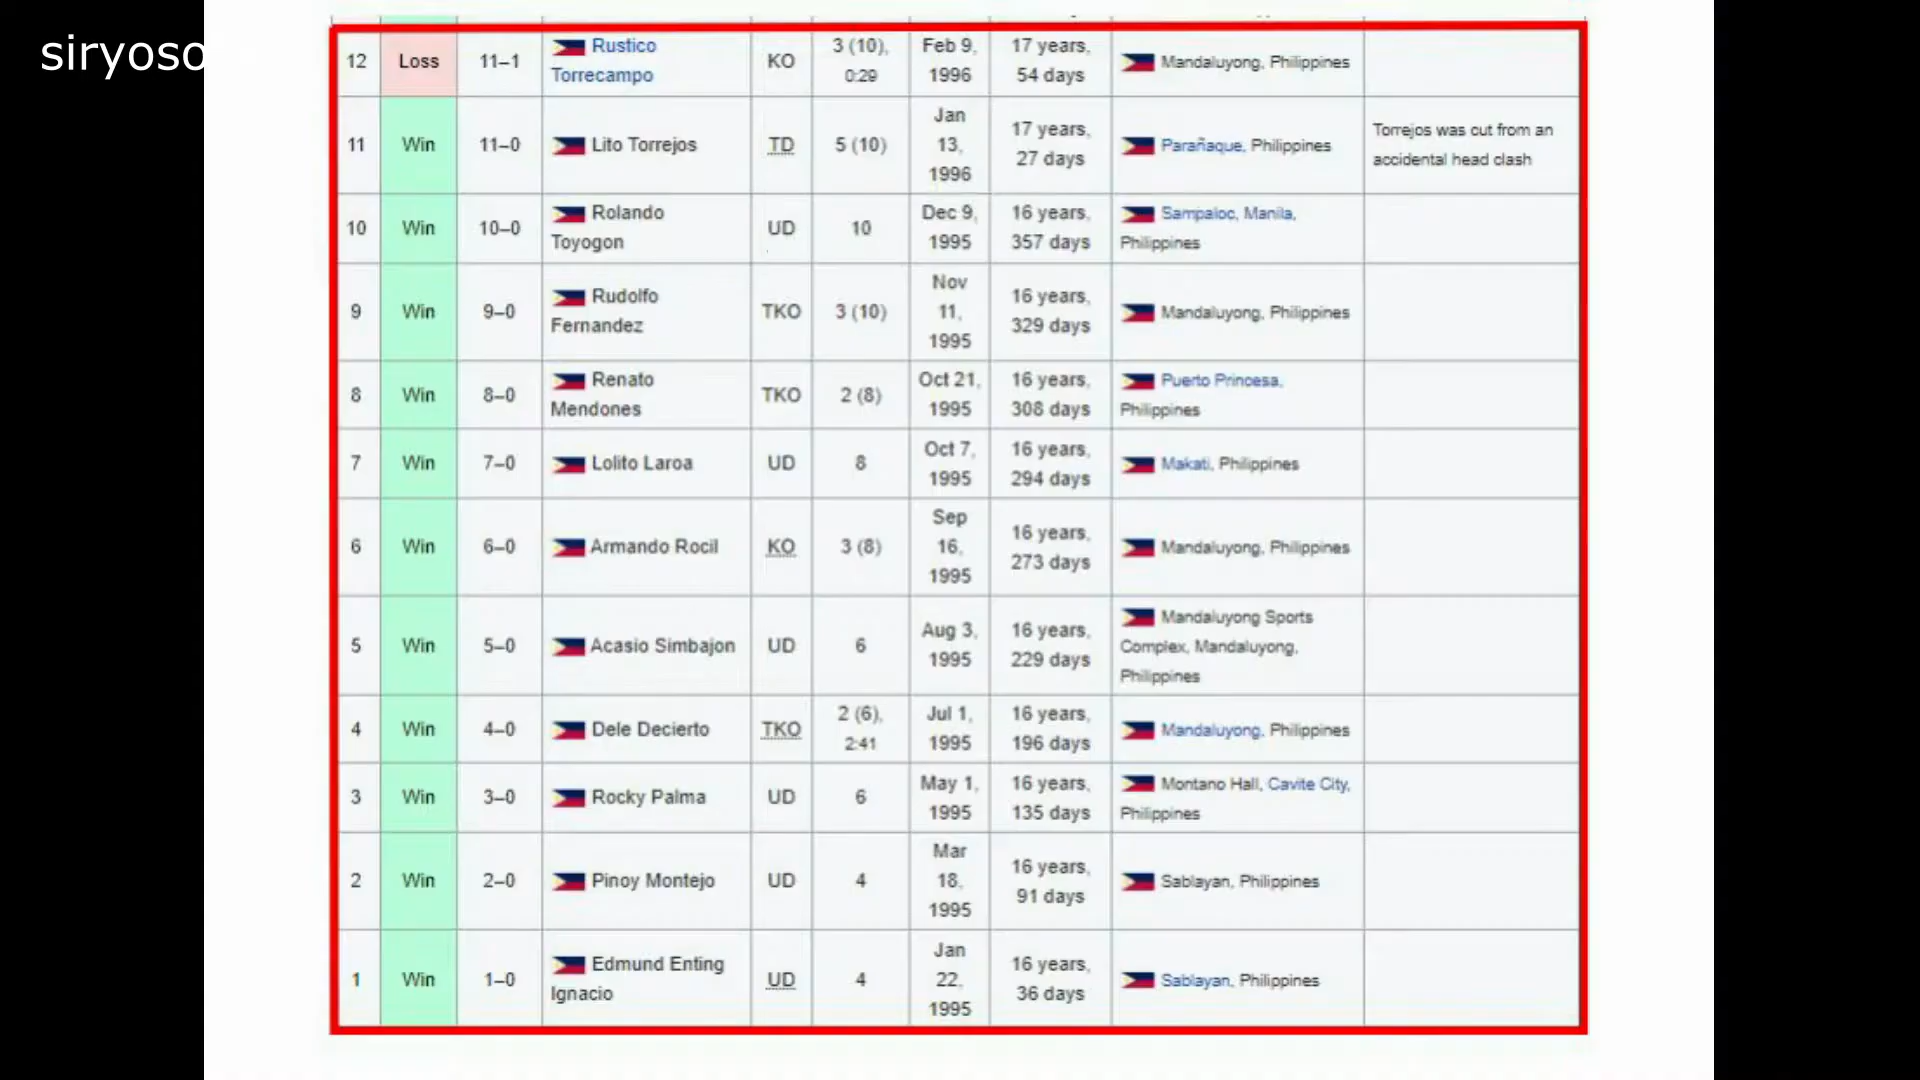 siryoso
12 Loss 11–1 Rustico Torrecampo KO 3 (10), 0:29 Feb 9, 1996 17 years, 54 days Mandaluyong, Philippines
11 Win 11–0 Lito Torrejos TD 5 (10) Jan 13, 1996 17 years, 27 days Parañaque, Philippines Torrejos was cut from an accidental head clash
10 Win 10–0 Rolando Toyogon UD 10 Dec 9, 1995 16 years, 357 days Sampaloc, Manila, Philippines
9 Win 9–0 Rudolfo Fernandez TKO 3 (10) Nov 11, 1995 16 years, 329 days Mandaluyong, Philippines
8 Win 8–0 Renato Mendones TKO 2 (8) Oct 21, 1995 16 years, 308 days Puerto Princesa, Philippines
7 Win 7–0 Lolito Laroa UD 8 Oct 7, 1995 16 years, 294 days Makati, Philippines
6 Win 6–0 Armando Rocil KO 3 (8) Sep 16, 1995 16 years, 273 days Mandaluyong, Philippines
5 Win 5–0 Acasio Simbajon UD 6 Aug 3, 1995 16 years, 229 days Mandaluyong Sports Complex, Mandaluyong, Philippines
4 Win 4–0 Dele Decierto TKO 2 (6), 2:41 Jul 1, 1995 16 years, 196 days Mandaluyong, Philippines
3 Win 3–0 Rocky Palma UD 6 May 1, 1995 16 years, 135 days Montano Hall, Cavite City, Philippines
2 Win 2–0 Pinoy Montejo UD 4 Mar 18, 1995 16 years, 91 days Sablayan, Philippines
1 Win 1–0 Edmund Enting Ignacio UD 4 Jan 22, 1995 16 years, 36 days Sablayan, Philippines